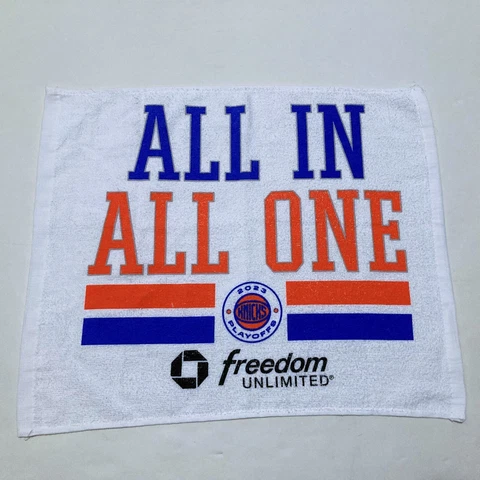 ALL IN
ALL ONE
2023
KNICKS
PLAYOFFS
freedom
UNLIMITED®